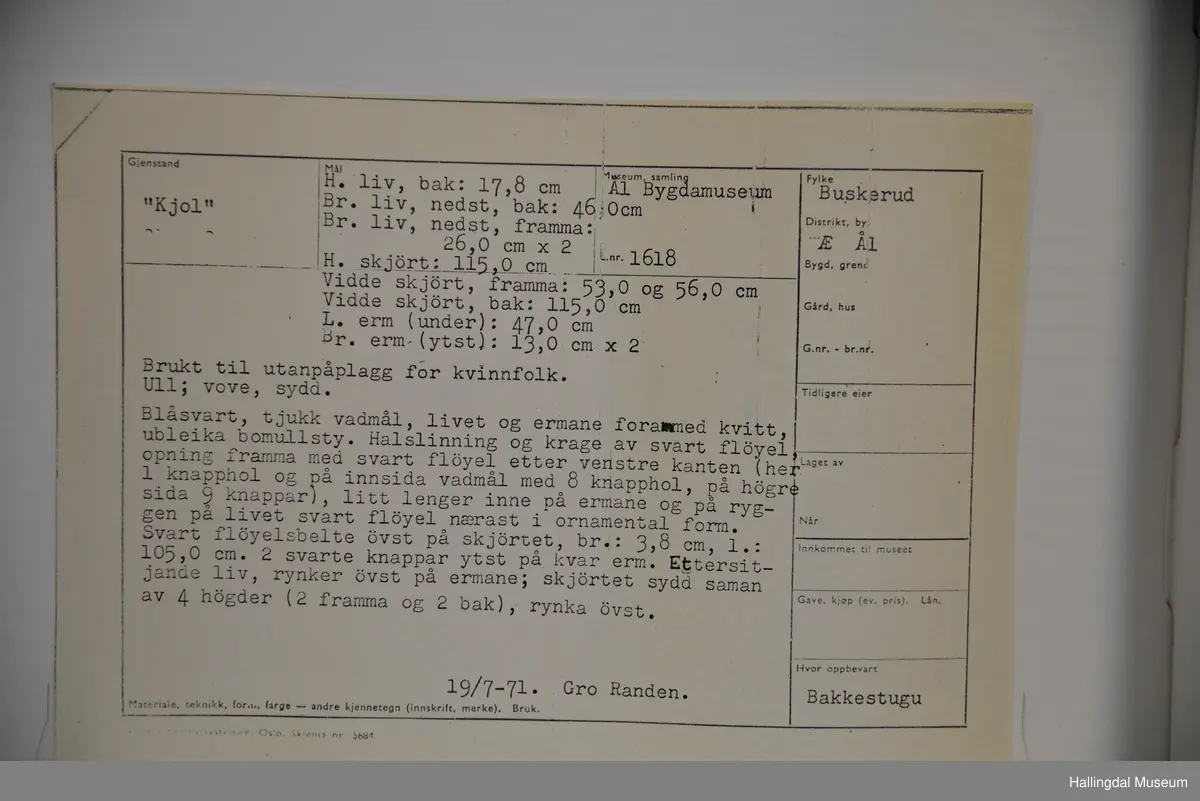 Gjenstand
"Kjol"
Mål
H. liv, bak: 17,8 cm
Br. liv, nedst, bak: 46,0cm
Br. liv, nedst, framma:
26,0 cm x 2
H. skjört: 115,0 cm
Vidde skjört, framma: 53,0 og 56,0 cm
Vidde skjört, bak: 115,0 cm
L. erm (under): 47,0 cm
Br. erm (ytst): 13,0 cm x 2
Museum, samling
Ål Bygdamuseum
L.nr. 1618
Fylke
Buskerud
Distrikt, by
Æ Ål
Bygd, grend
Gård, hus
G.nr. - br.nr.
Tidligere eier
Laget av
Når
Innkommet til museet
Gave, kjøp (ev. pris). Lån.
Hvor oppbevart
Bakkestugu
Brukt til utanpåplagg for kvinnfolk.
Ull; vove, sydd.
Blåsvart, tjukk vadmål, livet og ermane fora med kvitt,
ubleika bomullsty. Halslinning og krage av svart flöyel,
opning framma med svart flöyel etter venstre kanten (her
1 knapphol og på innsida vadmål med 8 knapphol, på högre
sida 9 knappar), litt lenger inne på ermane og på ryg-
gen på livet svart flöyel nærast i ornamental form.
Svart flöyelsbelte övst på skjörtet, br.: 3,8 cm, l.:
105,0 cm. 2 svarte knappar ytst på kvar erm. Ettersit-
jande liv, rynker övst på ermane; skjörtet sydd saman
av 4 högder (2 framma og 2 bak), rynka övst.
19/7-71. Gro Randen.
Materiale, teknikk, form, farge — andre kjennetegn (innskrift, merke). Bruk.
Oslo. Skjema nr. 5684
Hallingdal Museum